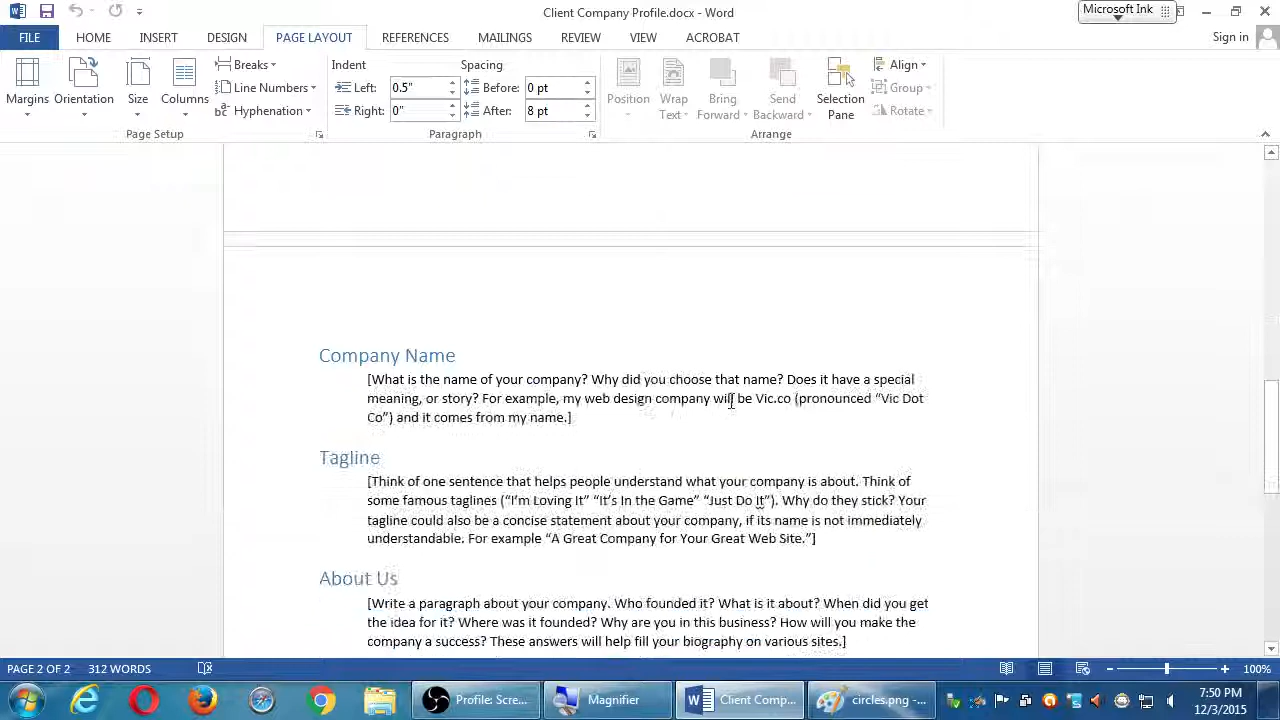 Client Company Profile.docx - Word
Microsoft Ink
FILE HOME INSERT DESIGN PAGE LAYOUT REFERENCES MAILINGS REVIEW VIEW ACROBAT Sign in
Breaks Indent Spacing Align
Line Numbers Left: 0.5" Before: 0 pt Group
Hyphenation Right: 0" After: 8 pt Rotate
Margins Orientation Size Columns
Position Wrap Text Bring Forward Send Backward Selection Pane
Page Setup Paragraph Arrange
Company Name
[What is the name of your company? Why did you choose that name? Does it have a special
meaning, or story? For example, my web design company will be Vic.co (pronounced “Vic Dot
Co”) and it comes from my name.]
Tagline
[Think of one sentence that helps people understand what your company is about. Think of
some famous taglines (“I’m Loving It” “It’s In the Game” “Just Do It”). Why do they stick? Your
tagline could also be a concise statement about your company, if its name is not immediately
understandable. For example “A Great Company for Your Great Web Site.”]
About Us
[Write a paragraph about your company. Who founded it? What is it about? When did you get
the idea for it? Where was it founded? Why are you in this business? How will you make the
company a success? These answers will help fill your biography on various sites.]
PAGE 2 OF 2 312 WORDS 100%
Profile: Scre... Magnifier Client Comp... circles.png -...
7:50 PM
12/3/2015